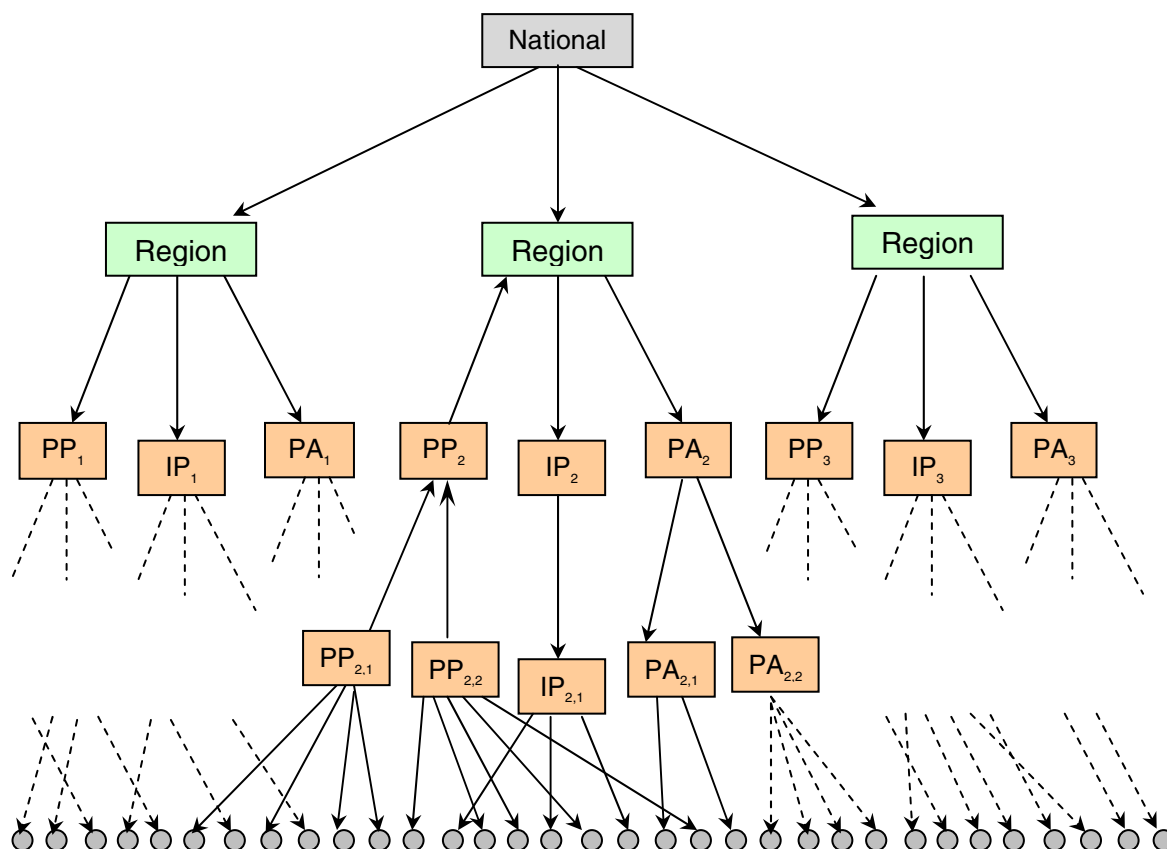 National
Region
Region
Region
PP1
IP1
PA1
PP2
IP2
PA2
PP3
IP3
PA3
PP2,1
PP2,2
IP2,1
PA2,1
PA2,2